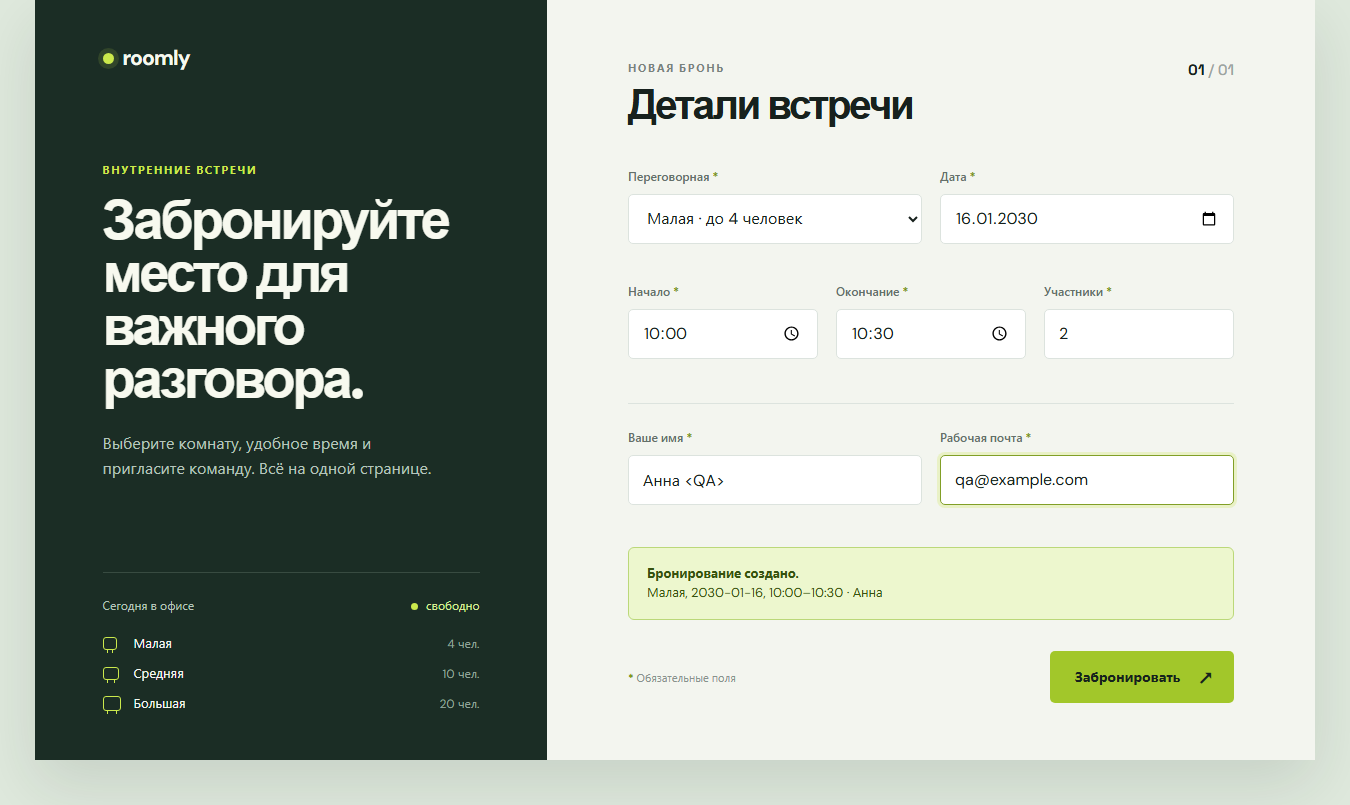 roomly
ВНУТРЕННИЕ ВСТРЕЧИ
Забронируйте
место для
важного
разговора.
Выберите комнату, удобное время и
пригласите команду. Всё на одной странице.
Сегодня в офисе
свободно
Малая
4 чел.
Средняя
10 чел.
Большая
20 чел.
НОВАЯ БРОНЬ
01 / 01
Детали встречи
Переговорная *
Дата *
Малая · до 4 человек
16.01.2030
Начало *
Окончание *
Участники *
10:00
10:30
2
Ваше имя *
Рабочая почта *
Анна <QA>
qa@example.com
Бронирование создано.
Малая, 2030-01-16, 10:00–10:30 · Анна
* Обязательные поля
Забронировать ↗